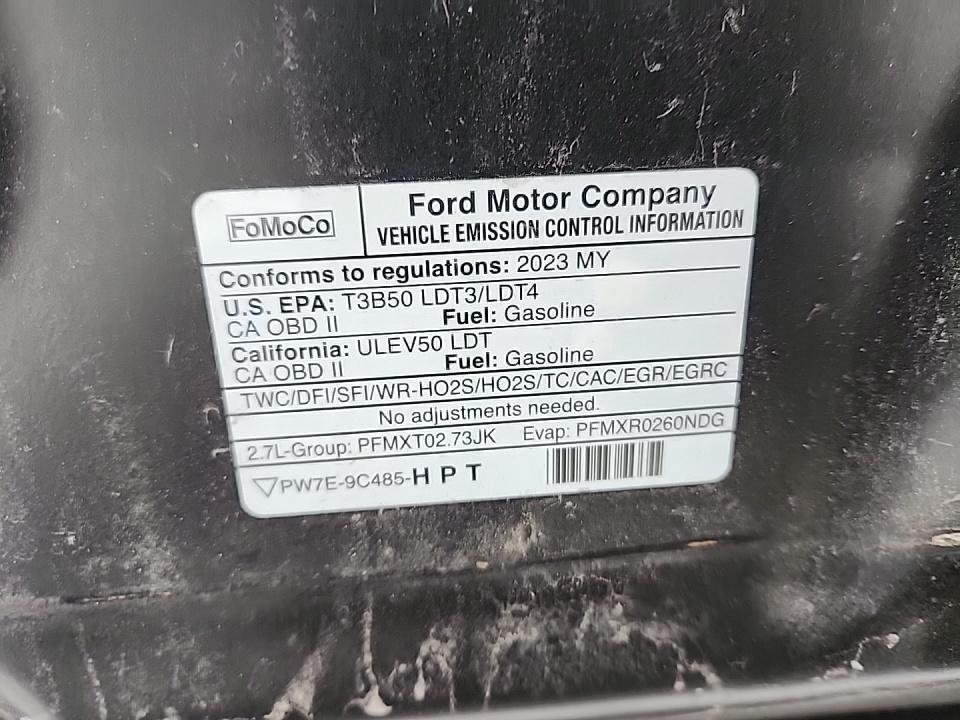 FoMoCo
Ford Motor Company
VEHICLE EMISSION CONTROL INFORMATION
Conforms to regulations: 2023 MY
U.S. EPA: T3B50 LDT3/LDT4
CA OBD II Fuel: Gasoline
California: ULEV50 LDT
CA OBD II Fuel: Gasoline
TWC/DFI/SFI/WR-HO2S/HO2S/TC/CAC/EGR/EGRC
No adjustments needed.
2.7L-Group: PFMXT02.73JK Evap: PFMXR0260NDG
PW7E-9C485-H P T